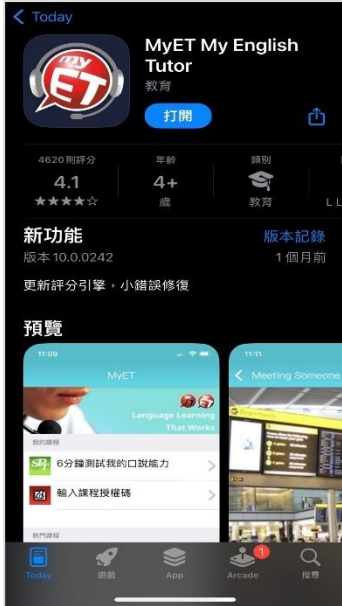 Today
my
ET
MyET My English
Tutor
教育
打開
4620 則評分
年齡
類別
4.1
4+
歲
教育
新功能
版本記錄
版本 10.0.0242
1 個月前
更新評分引擎，小錯誤修復
預覽
11:09
MyET
Language Learning
That Works
我的課程
6分鐘測試我的口說能力
輸入課程授權碼
熱門課程
11:11
Meeting Someone
Departures
Today
遊戲
App
1
Arcade
搜尋